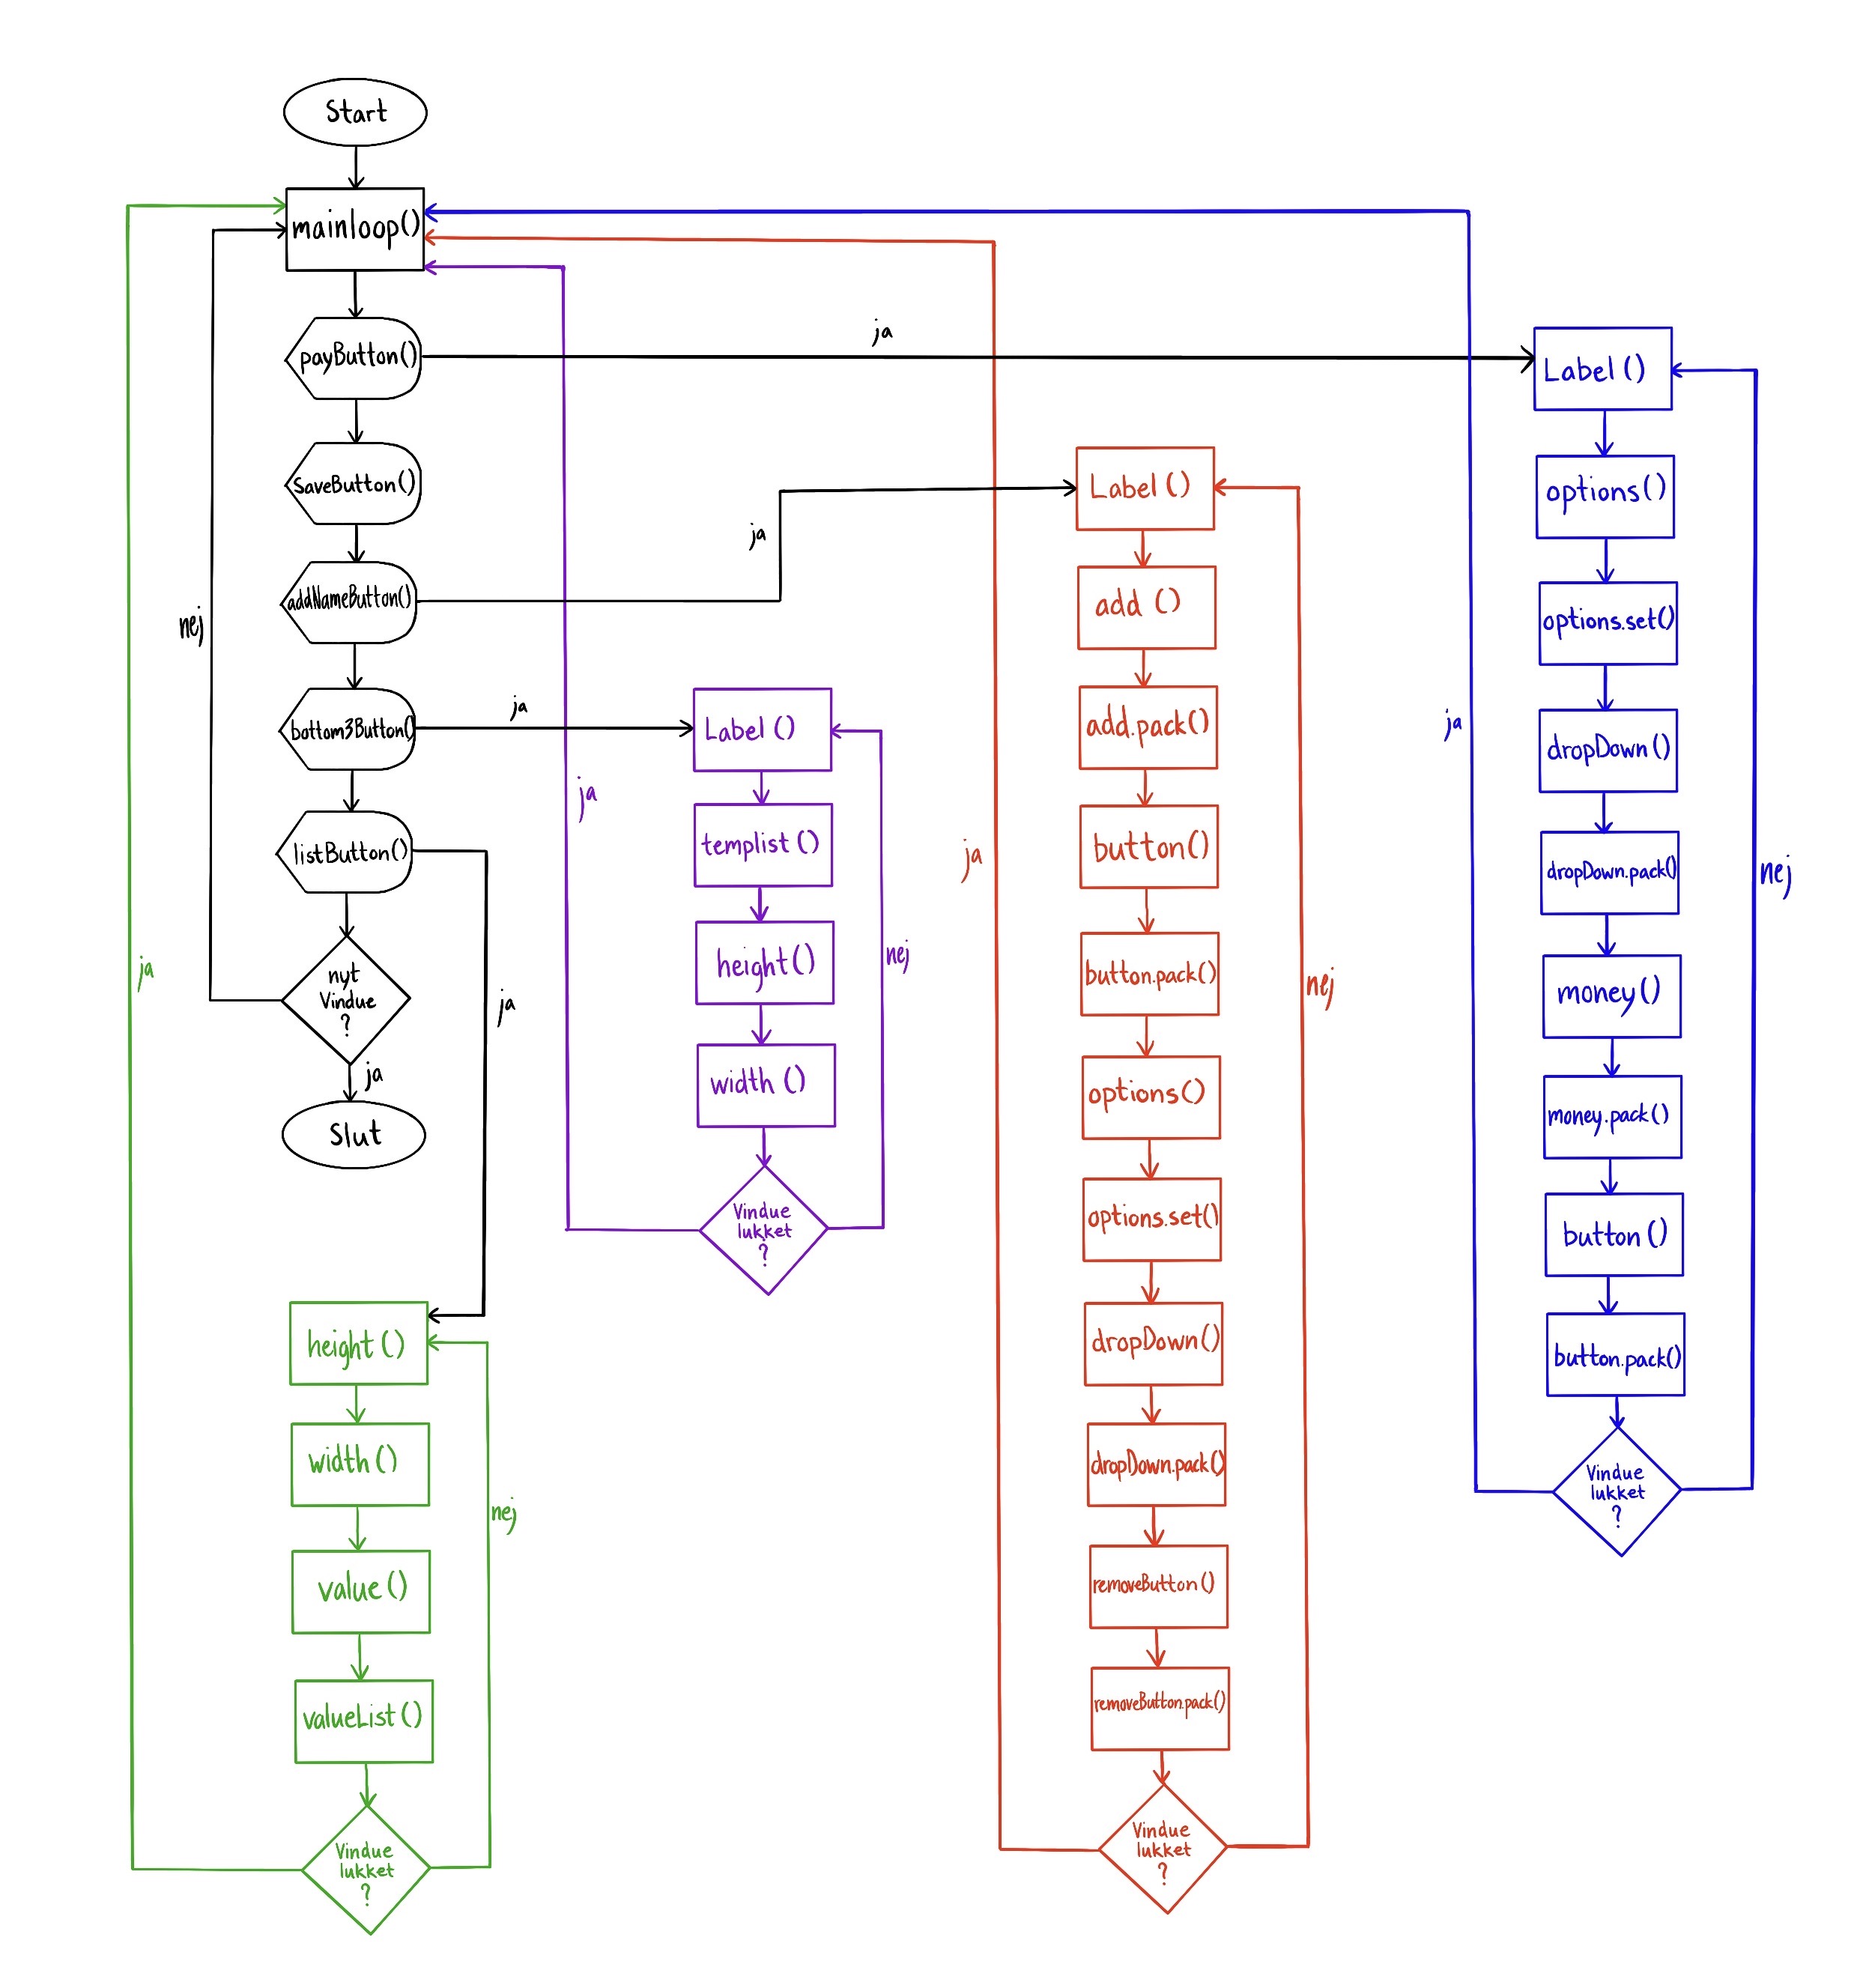 Start
mainloop()
payButton()
ja
SaveButton()
addNameButton()
ja
bottom3Button()
ja
listButton()
ja
nyt
Vindue
?
nej
ja
Slut
height()
width()
value()
valueList()
Vindue
lukket
?
ja
nej
Label()
templist()
height()
width()
Vindue
lukket
?
ja
nej
Label()
add()
add.pack()
button()
button.pack()
options()
options.set()
dropDown()
dropDown.pack()
removeButton()
removeButton.pack()
Vindue
lukket
?
ja
nej
Label()
options()
options.set()
dropDown()
dropDown.pack()
money()
money.pack()
button()
button.pack()
Vindue
lukket
?
ja
nej